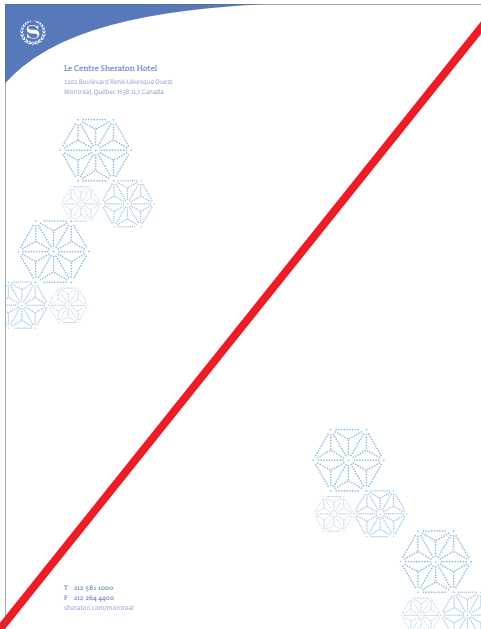 S
Le Centre Sheraton Hotel
1201 Boulevard René-Lévesque Ouest
Montréal, Québec H3B 2L7 Canada
T 212 581 1000
F 212 264 4400
sheraton.com/montreal